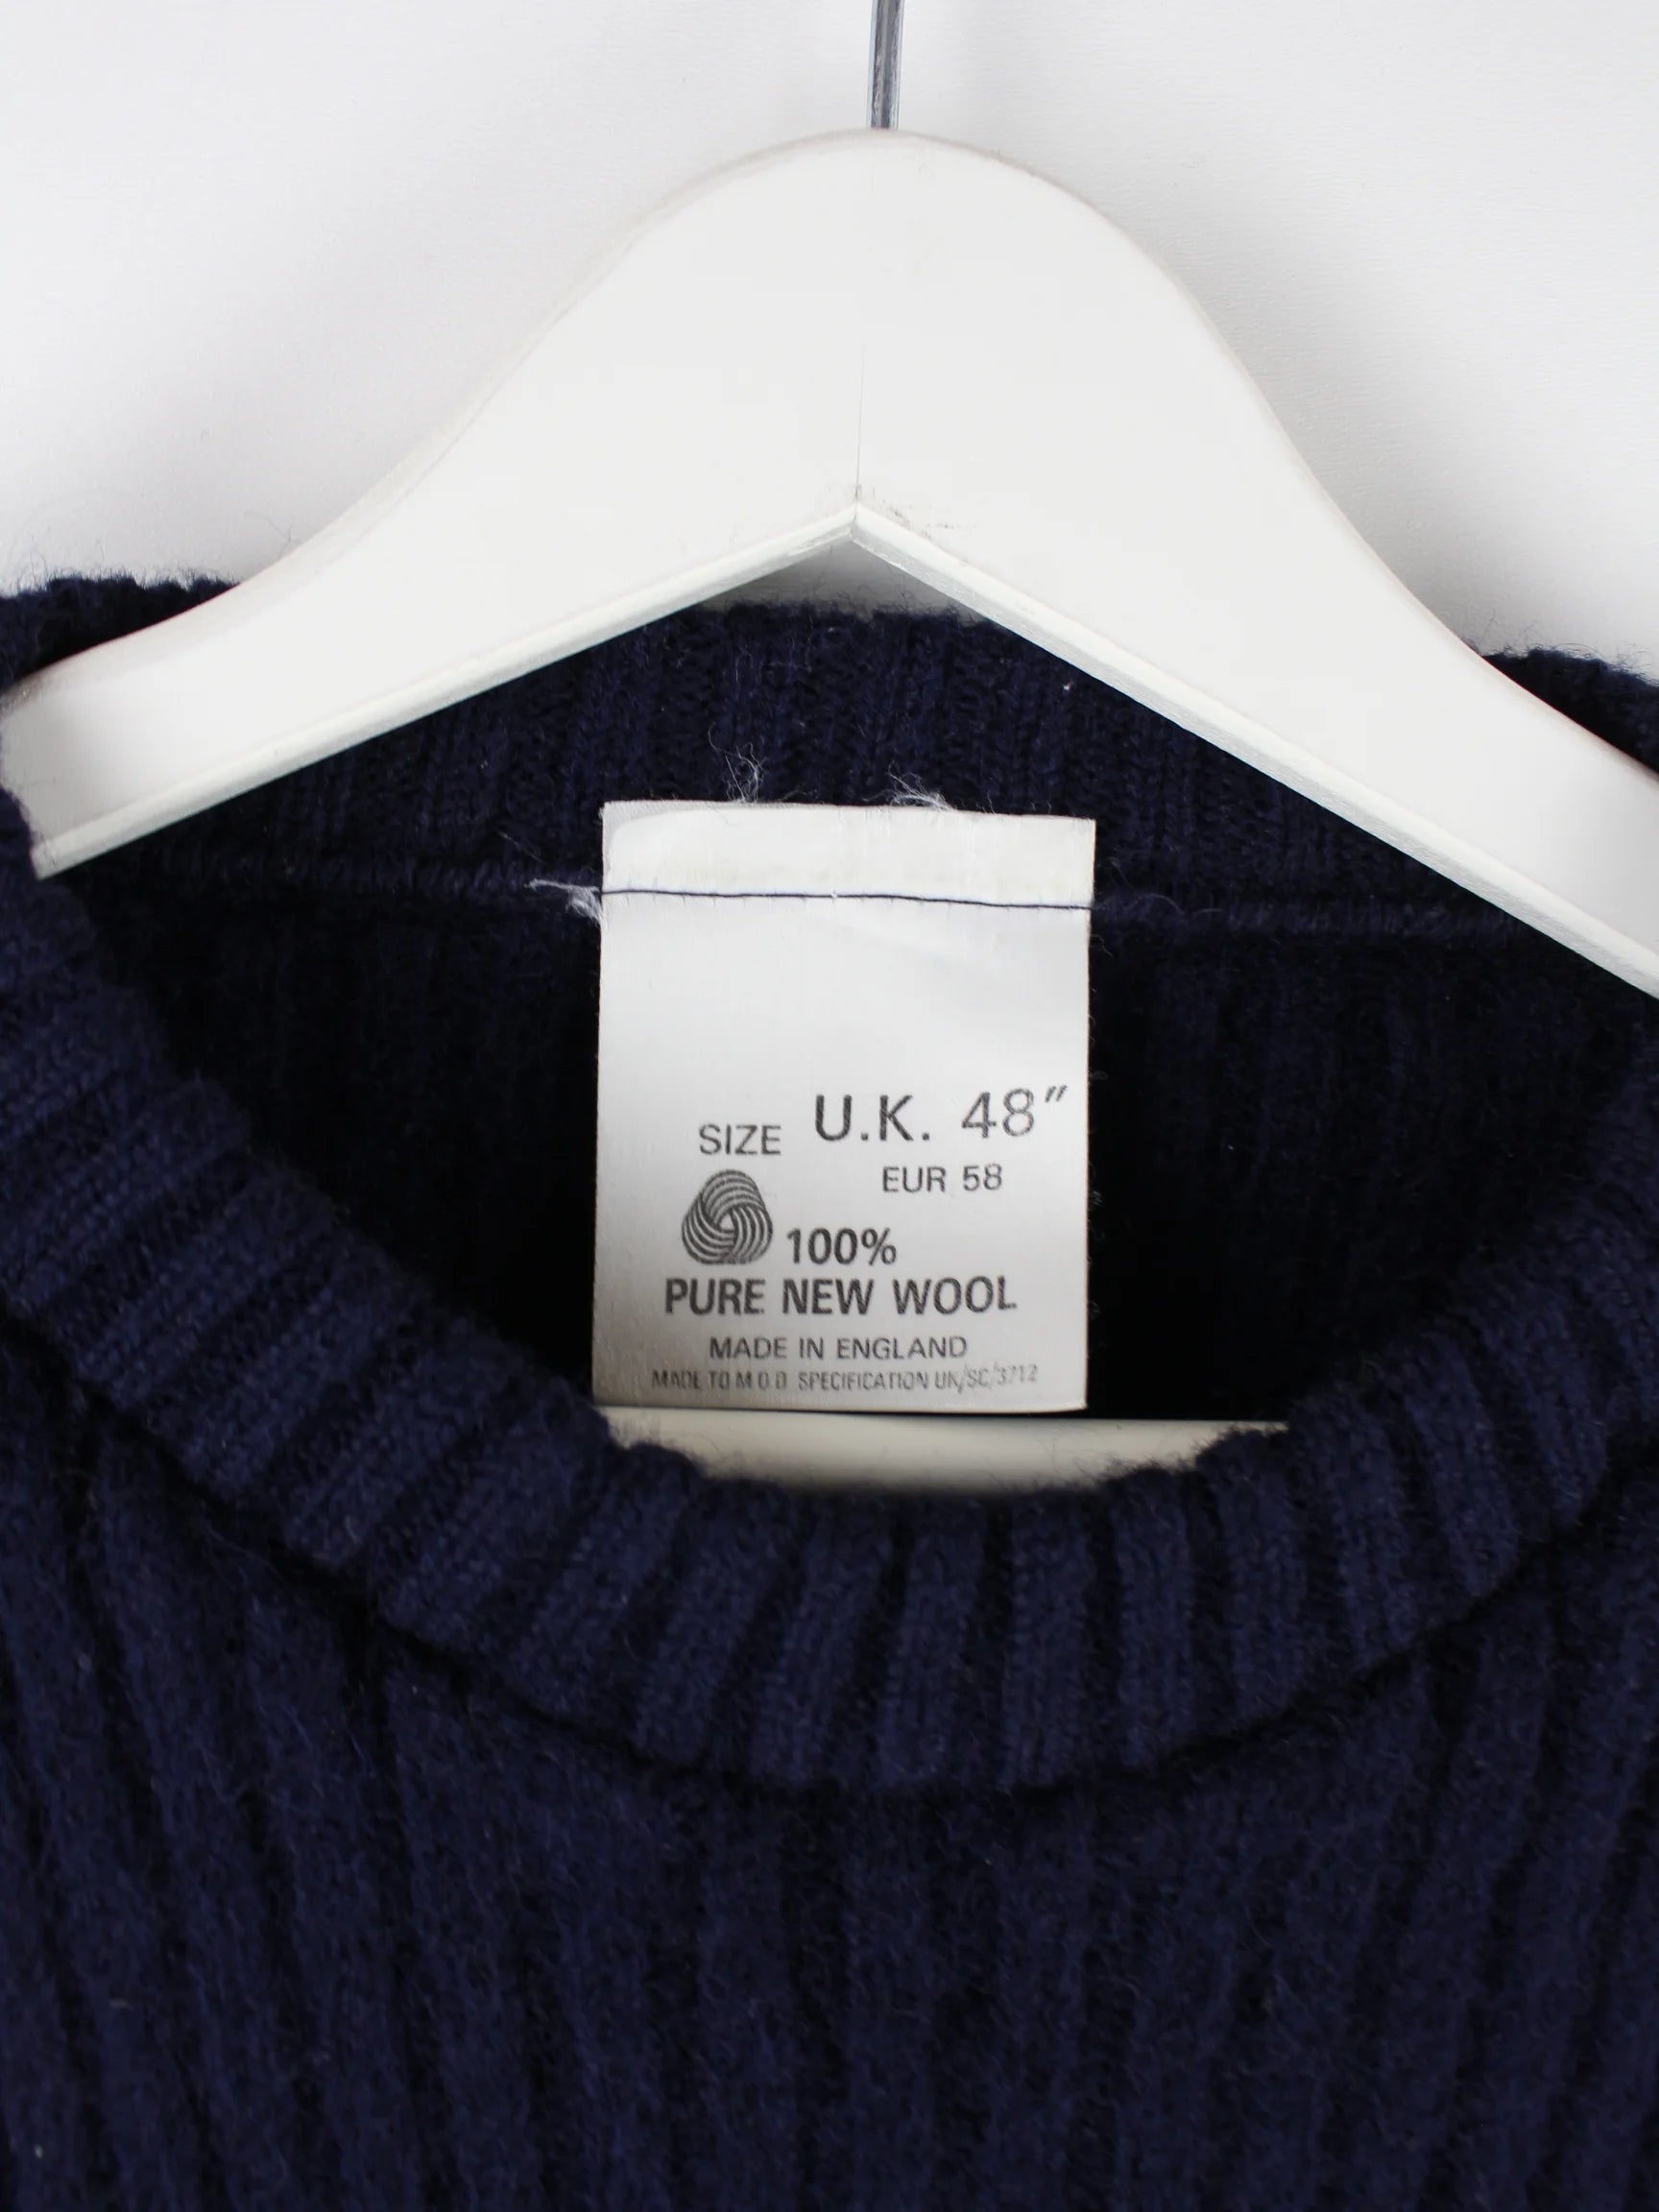 SIZE U.K. 48"
EUR 58
100%
PURE NEW WOOL
MADE IN ENGLAND
MADE TO M O D SPECIFICATION UK/SC/3712